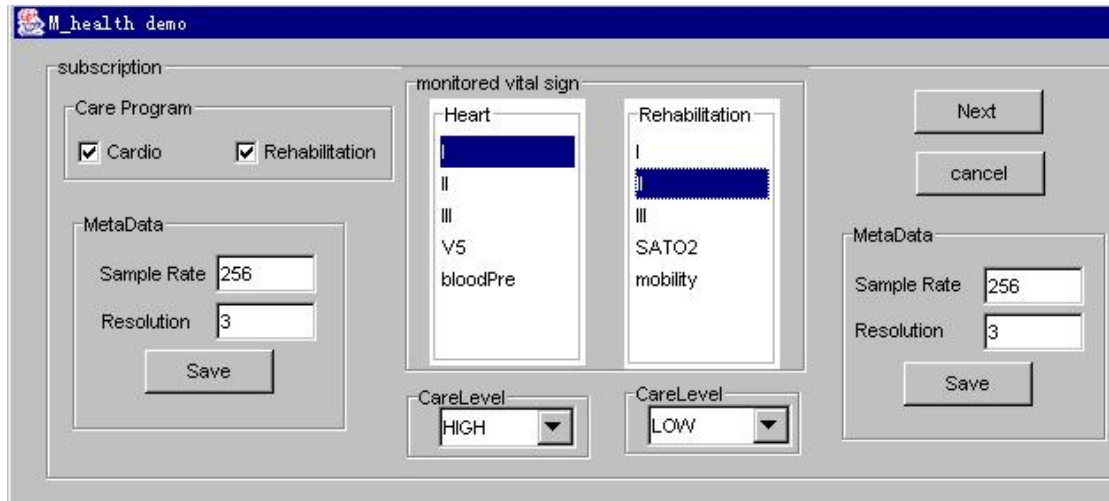 M_health demo
subscription
Care Program
Cardio
Rehabilitation
MetaData
Sample Rate 256
Resolution 3
Save
monitored vital sign
Heart
I
II
III
V5
bloodPre
Rehabilitation
I
II
III
SATO2
mobility
CareLevel
HIGH
CareLevel
LOW
Next
cancel
MetaData
Sample Rate 256
Resolution 3
Save